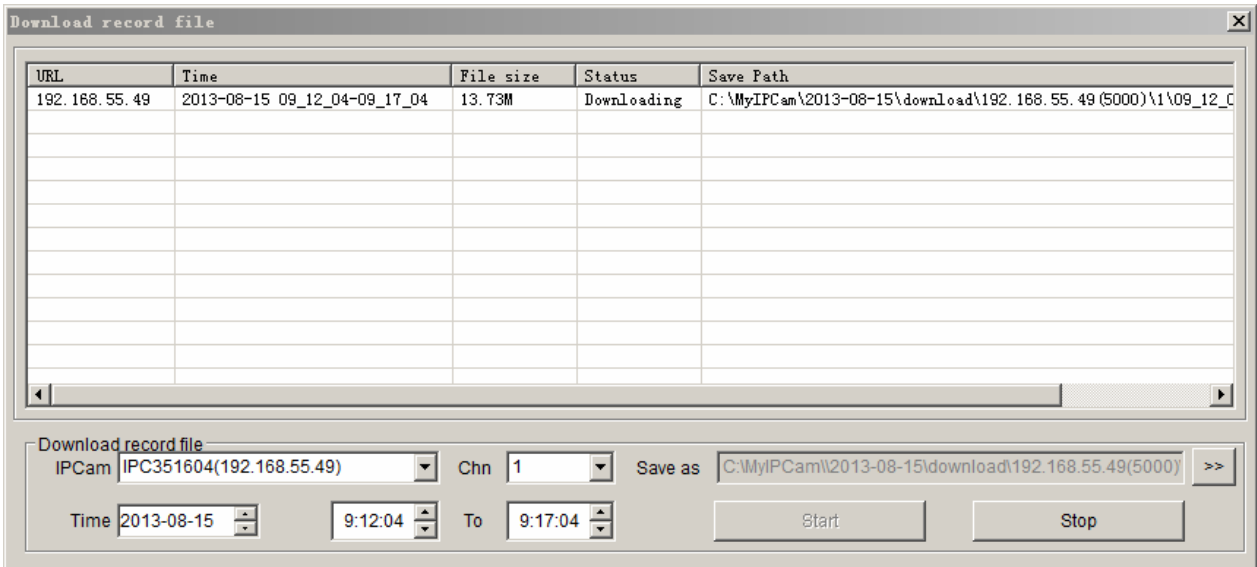 Download record file
URL Time File size Status Save Path
192.168.55.49 2013-08-15 09_12_04-09_17_04 13.73M Downloading C:\MyIPCam\2013-08-15\download\192.168.55.49(5000)\1\09_12_0
Download record file
IPCam IPC351604(192.168.55.49) Chn 1 Save as C:\MyIPCam\\2013-08-15\download\192.168.55.49(5000) >>
Time 2013-08-15 9:12:04 To 9:17:04 Start Stop